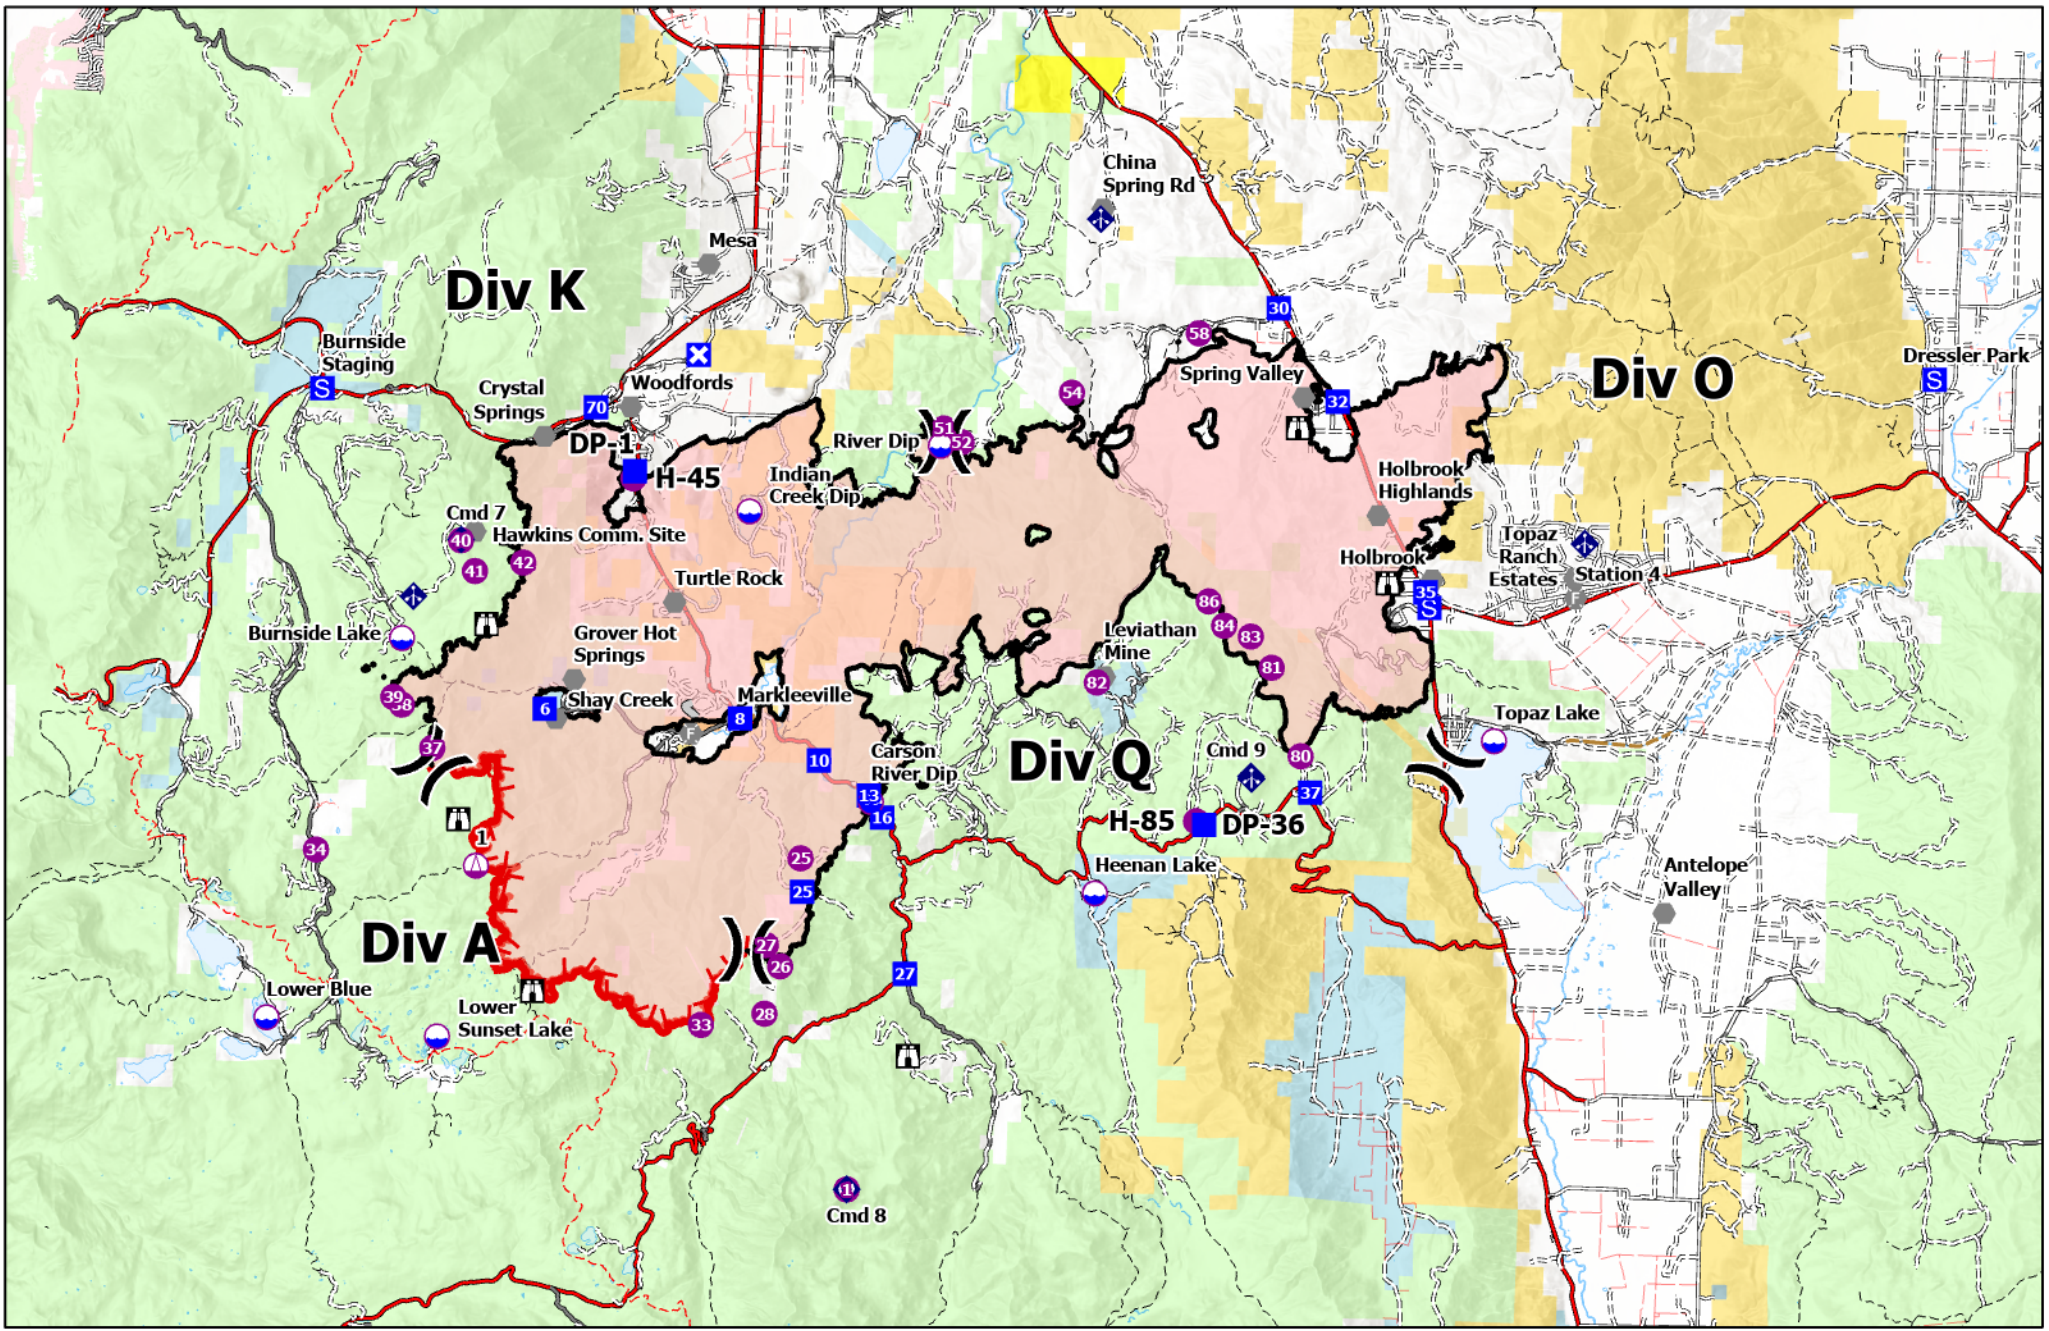 China
Spring Rd
Mesa
Div K
30
Burnside
Staging
S
58
Dressler Park
S
Div O
Crystal
Springs
Woodfords
70
Spring Valley
54
32
DP-1
51
River Dip
52
H-45
Indian
Creek Dip
Holbrook
Highlands
Cmd 7
40
Hawkins Comm. Site
41
42
Topaz
Ranch
Estates
Station 4
F
Holbrook
35
S
Turtle Rock
86
84
83
81
Burnside Lake
Grover Hot
Springs
Leviathan
Mine
82
39
38
6
Shay Creek
Markleeville
8
F
Topaz Lake
37
Carson
River Dip
10
13
16
Div Q
Cmd 9
80
37
H-85
DP-36
1
34
25
25
Heenan Lake
Antelope
Valley
Div A
27
26
27
Lower Blue
Lower
Sunset Lake
33
28
1
Cmd 8